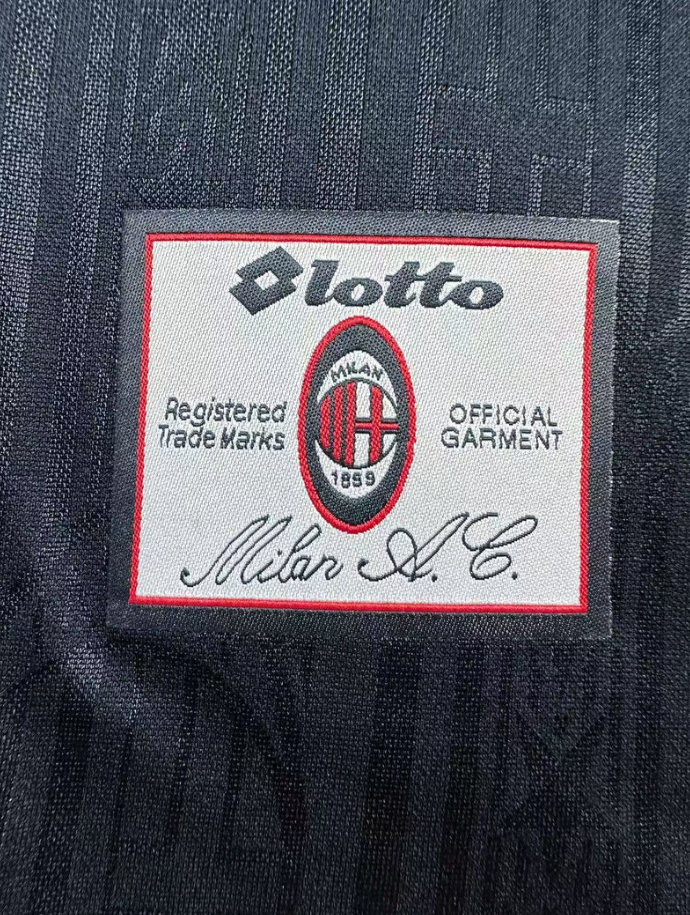 lotto
MILAN
Registered
Trade Marks
OFFICIAL
GARMENT
1899
Milan A.C.